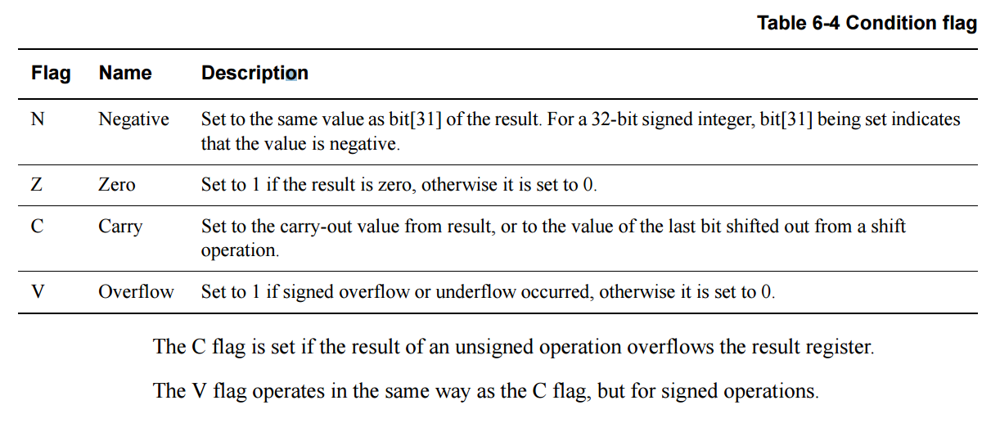 Table 6-4 Condition flag
Flag Name Description
N Negative Set to the same value as bit[31] of the result. For a 32-bit signed integer, bit[31] being set indicates
that the value is negative.
Z Zero Set to 1 if the result is zero, otherwise it is set to 0.
C Carry Set to the carry-out value from result, or to the value of the last bit shifted out from a shift
operation.
V Overflow Set to 1 if signed overflow or underflow occurred, otherwise it is set to 0.
The C flag is set if the result of an unsigned operation overflows the result register.
The V flag operates in the same way as the C flag, but for signed operations.